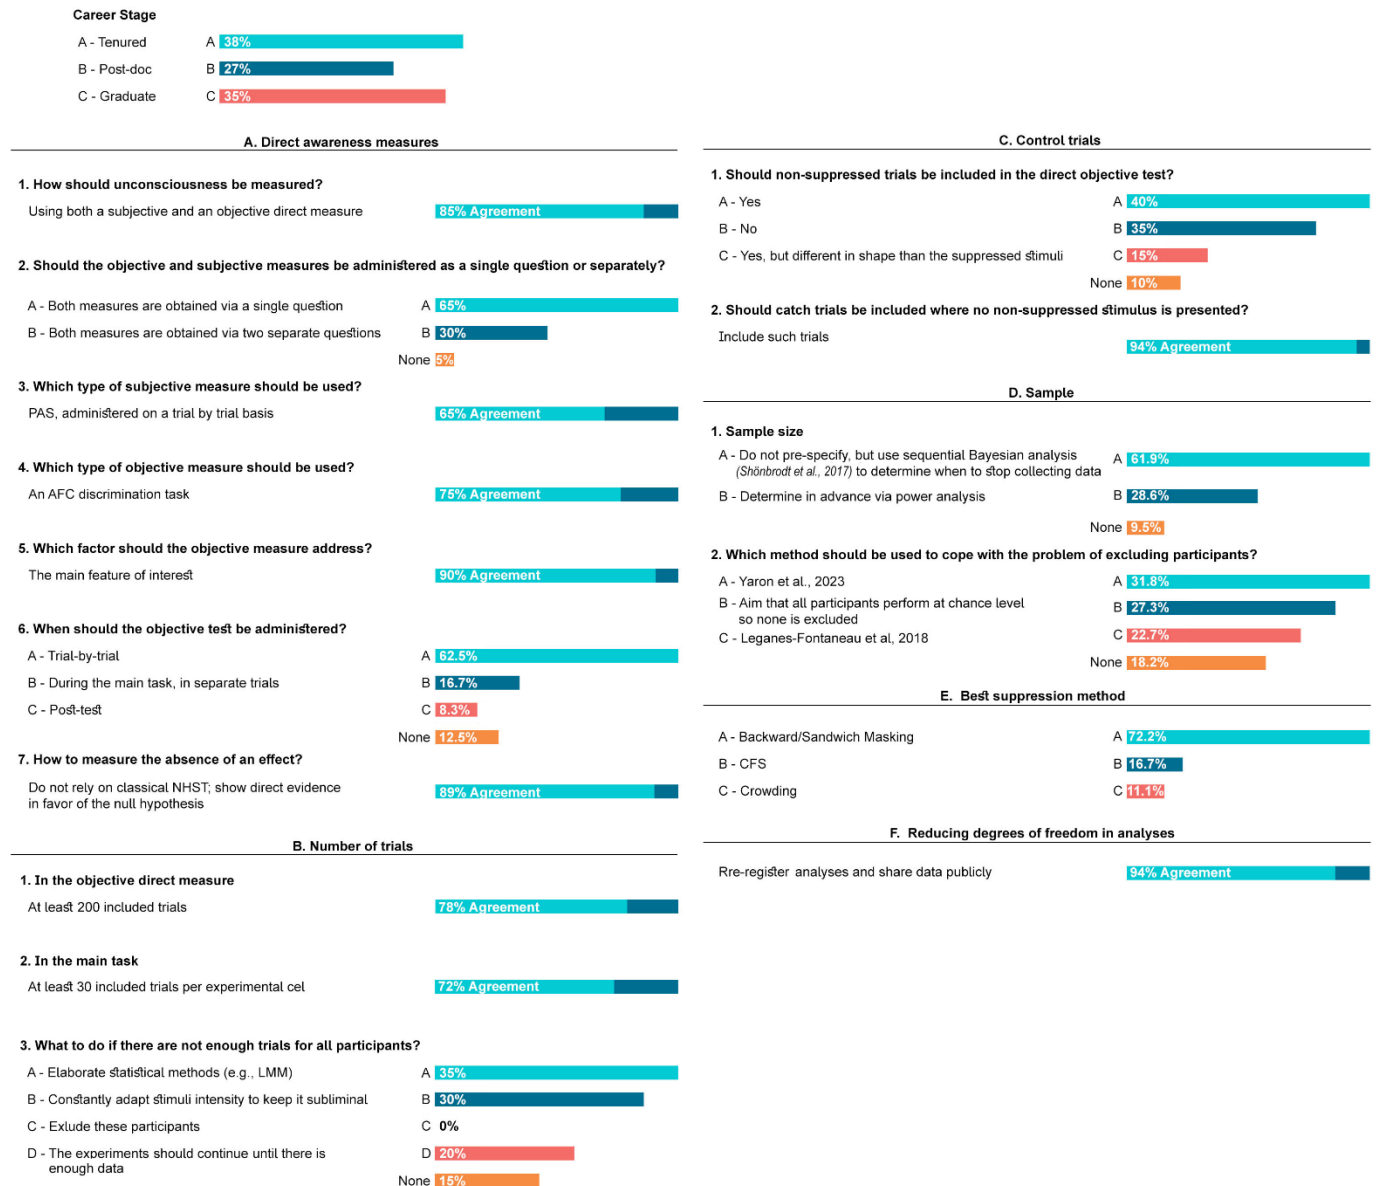 Career Stage
A - Tenured A 38%
B - Post-doc B 27%
C - Graduate C 35%
A. Direct awareness measures
1. How should unconsciousness be measured?
Using both a subjective and an objective direct measure 85% Agreement
2. Should the objective and subjective measures be administered as a single question or separately?
A - Both measures are obtained via a single question A 65%
B - Both measures are obtained via two separate questions B 30%
None 5%
3. Which type of subjective measure should be used?
PAS, administered on a trial by trial basis 65% Agreement
4. Which type of objective measure should be used?
An AFC discrimination task 75% Agreement
5. Which factor should the objective measure address?
The main feature of interest 90% Agreement
6. When should the objective test be administered?
A - Trial-by-trial A 62.5%
B - During the main task, in separate trials B 16.7%
C - Post-test C 8.3%
None 12.5%
7. How to measure the absence of an effect?
Do not rely on classical NHST; show direct evidence
in favor of the null hypothesis 89% Agreement
B. Number of trials
1. In the objective direct measure
At least 200 included trials 78% Agreement
2. In the main task
At least 30 included trials per experimental cel 72% Agreement
3. What to do if there are not enough trials for all participants?
A - Elaborate statistical methods (e.g., LMM) A 35%
B - Constantly adapt stimuli intensity to keep it subliminal B 30%
C - Exlude these participants C 0%
D - The experiments should continue until there is D 20%
enough data
None 15%
C. Control trials
1. Should non-suppressed trials be included in the direct objective test?
A - Yes A 40%
B - No B 35%
C - Yes, but different in shape than the suppressed stimuli C 15%
None 10%
2. Should catch trials be included where no non-suppressed stimulus is presented?
Include such trials 94% Agreement
D. Sample
1. Sample size
A - Do not pre-specify, but use sequential Bayesian analysis A 61.9%
(Shönbrodt et al., 2017) to determine when to stop collecting data
B - Determine in advance via power analysis B 28.6%
None 9.5%
2. Which method should be used to cope with the problem of excluding participants?
A - Yaron et al., 2023 A 31.8%
B - Aim that all participants perform at chance level B 27.3%
so none is excluded
C - Leganes-Fontaneau et al, 2018 C 22.7%
None 18.2%
E. Best suppression method
A - Backward/Sandwich Masking A 72.2%
B - CFS B 16.7%
C - Crowding C 11.1%
F. Reducing degrees of freedom in analyses
Rre-register analyses and share data publicly 94% Agreement